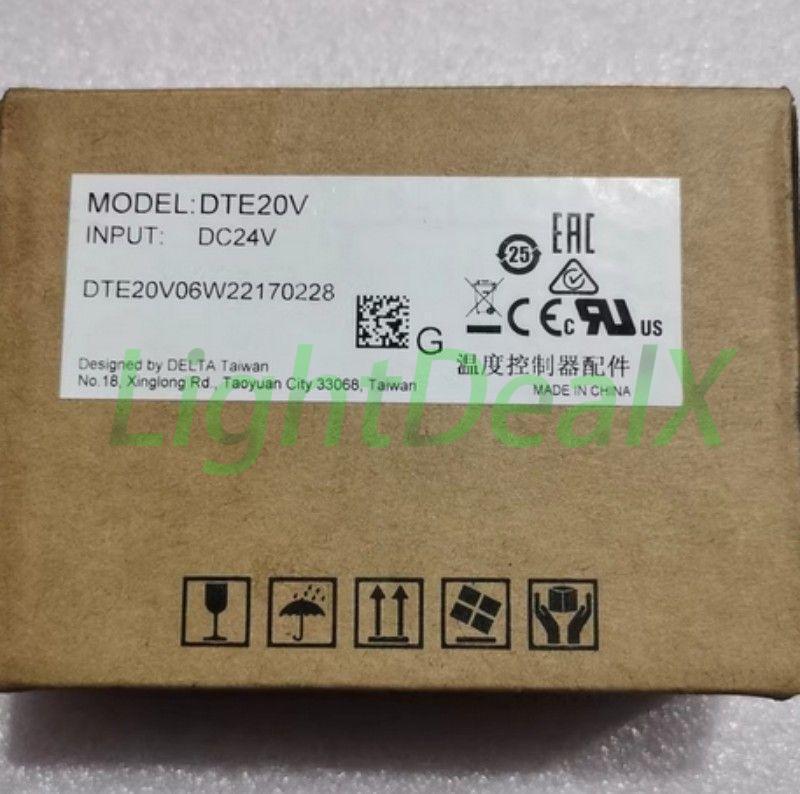 MODEL:DTE20V
INPUT: DC24V
DTE20V06W22170228
25
EAC
CE
c RU US
G
温度控制器配件
Designed by DELTA Taiwan
No.18, Xinglong Rd., Taoyuan City 33068, Taiwan
MADE IN CHINA
LightDealX